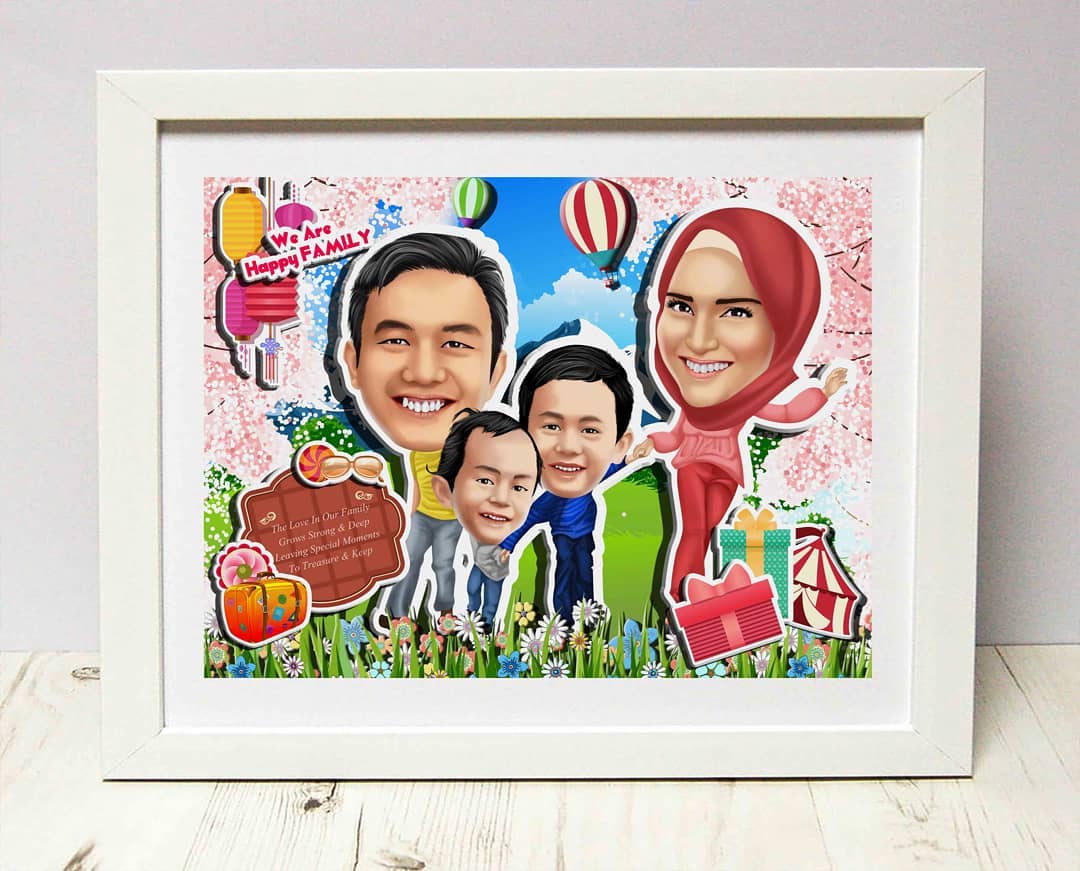 We Are
Happy FAMILY
The Love In Our Family
Grows Strong & Deep
Leaving Special Moments
To Treasure & Keep